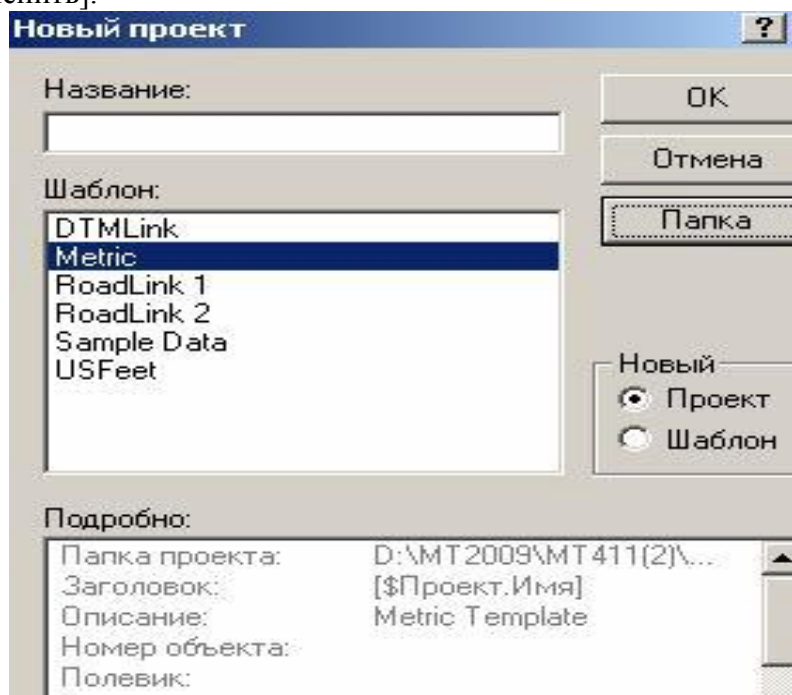 Новый проект
?
Название:
OK
Отмена
Шаблон:
Папка
DTMLink
Metric
RoadLink 1
RoadLink 2
Sample Data
USFeet
Новый
Проект
Шаблон
Подробно:
Папка проекта: D:\MT2009\MT411(2)\...
Заголовок: [$Проект.Имя]
Описание: Metric Template
Номер объекта:
Полевик: